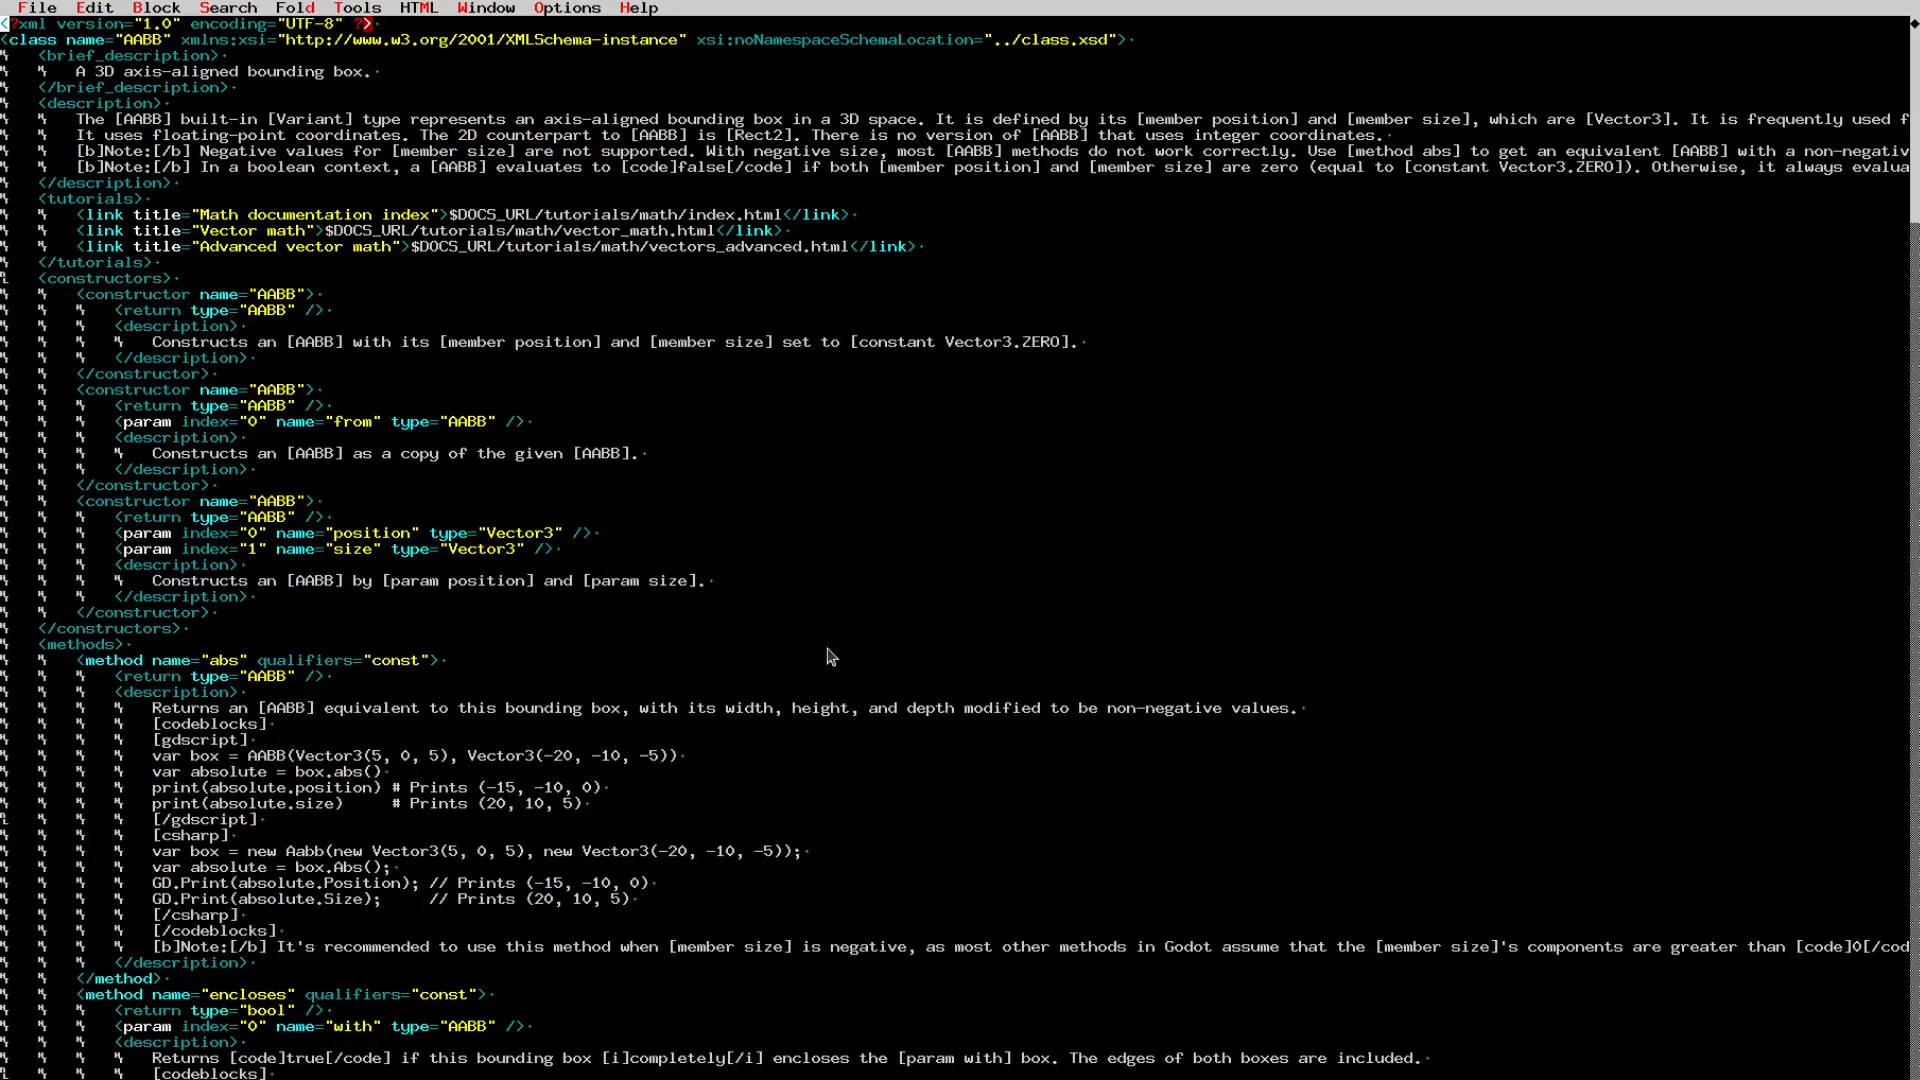 File Edit Block Search Fold Tools HTML Window Options Help
<?xml version="1.0" encoding="UTF-8" ?>
<class name="AABB" xmlns:xsi="http://www.w3.org/2001/XMLSchema-instance" xsi:noNamespaceSchemaLocation="../class.xsd">
<brief_description>
A 3D axis-aligned bounding box.
</brief_description>
<description>
The [AABB] built-in [Variant] type represents an axis-aligned bounding box in a 3D space. It is defined by its [member position] and [member size], which are [Vector3]. It is frequently used f
It uses floating-point coordinates. The 2D counterpart to [AABB] is [Rect2]. There is no version of [AABB] that uses integer coordinates.
[b]Note:[/b] Negative values for [member size] are not supported. With negative size, most [AABB] methods do not work correctly. Use [method abs] to get an equivalent [AABB] with a non-negativ
[b]Note:[/b] In a boolean context, a [AABB] evaluates to [code]false[/code] if both [member position] and [member size] are zero (equal to [constant Vector3.ZERO]). Otherwise, it always evalua
</description>
<tutorials>
<link title="Math documentation index">$DOCS_URL/tutorials/math/index.html</link>
<link title="Vector math">$DOCS_URL/tutorials/math/vector_math.html</link>
<link title="Advanced vector math">$DOCS_URL/tutorials/math/vectors_advanced.html</link>
</tutorials>
<constructors>
<constructor name="AABB">
<return type="AABB" />
<description>
Constructs an [AABB] with its [member position] and [member size] set to [constant Vector3.ZERO].
</description>
</constructor>
<constructor name="AABB">
<return type="AABB" />
<param index="0" name="from" type="AABB" />
<description>
Constructs an [AABB] as a copy of the given [AABB].
</description>
</constructor>
<constructor name="AABB">
<return type="AABB" />
<param index="0" name="position" type="Vector3" />
<param index="1" name="size" type="Vector3" />
<description>
Constructs an [AABB] by [param position] and [param size].
</description>
</constructor>
</constructors>
<methods>
<method name="abs" qualifiers="const">
<return type="AABB" />
<description>
Returns an [AABB] equivalent to this bounding box, with its width, height, and depth modified to be non-negative values.
[codeblocks]
[gdscript]
var box = AABB(Vector3(5, 0, 5), Vector3(-20, -10, -5))
var absolute = box.abs()
print(absolute.position) # Prints (-15, -10, 0)
print(absolute.size)     # Prints (20, 10, 5)
[/gdscript]
[csharp]
var box = new Aabb(new Vector3(5, 0, 5), new Vector3(-20, -10, -5));
var absolute = box.Abs();
GD.Print(absolute.Position); // Prints (-15, -10, 0)
GD.Print(absolute.Size);     // Prints (20, 10, 5)
[/csharp]
[/codeblocks]
[b]Note:[/b] It's recommended to use this method when [member size] is negative, as most other methods in Godot assume that the [member size]'s components are greater than [code]0[/cod
</description>
</method>
<method name="encloses" qualifiers="const">
<return type="bool" />
<param index="0" name="with" type="AABB" />
<description>
Returns [code]true[/code] if this bounding box [i]completely[/i] encloses the [param with] box. The edges of both boxes are included.
[codeblocks]